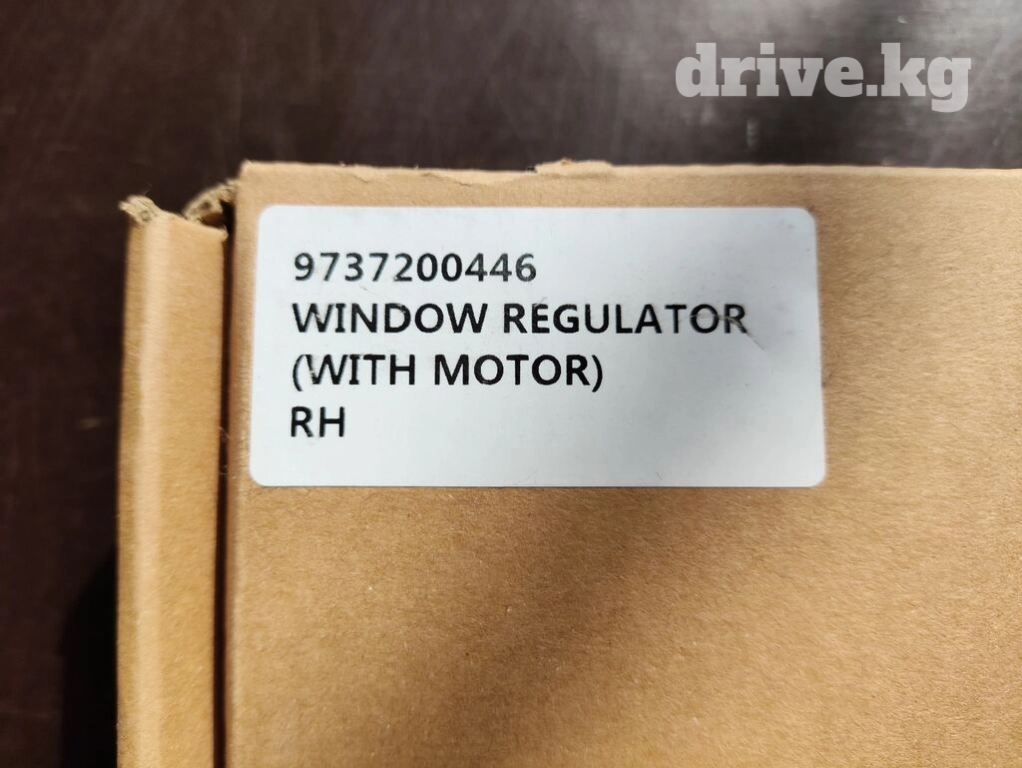 drive.kg
9737200446
WINDOW REGULATOR
(WITH MOTOR)
RH